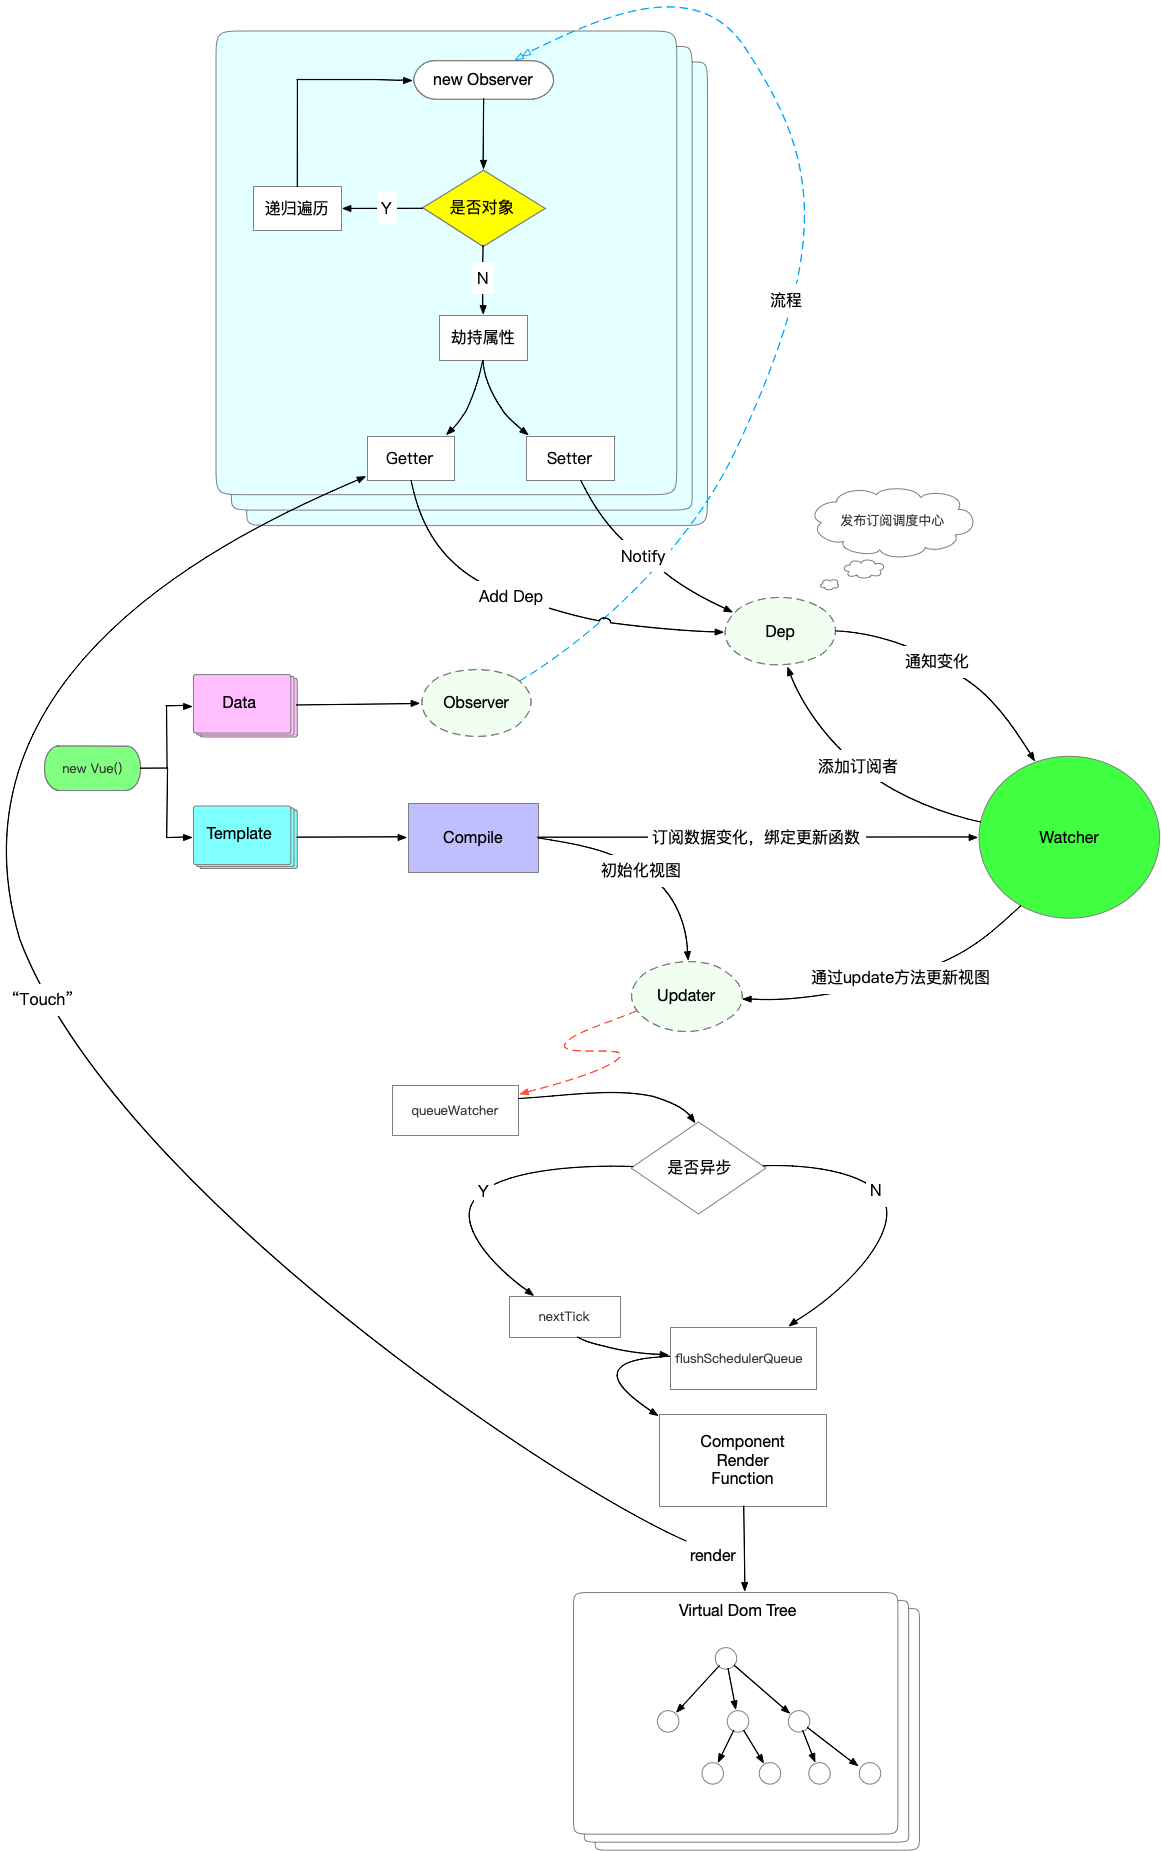 new Observer
递归遍历
Y
是否对象
N
流程
劫持属性
Getter
Setter
发布订阅调度中心
Notify
Add Dep
Dep
通知变化
Data
Observer
new Vue()
添加订阅者
Template
Compile
订阅数据变化，绑定更新函数
Watcher
初始化视图
通过update方法更新视图
Updater
“Touch”
queueWatcher
是否异步
Y
N
nextTick
flushSchedulerQueue
Component
Render
Function
render
Virtual Dom Tree